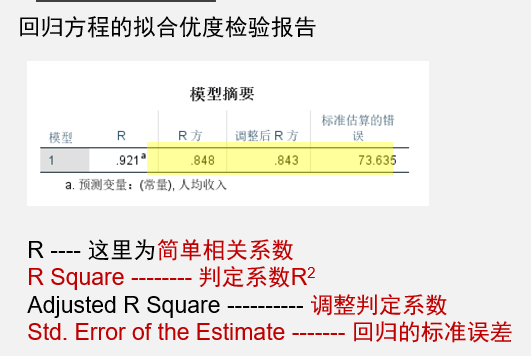 回归方程的拟合优度检验报告
模型摘要
模型 R R 方 调整后 R 方 标准估算的错误
1 .921ª .848 .843 73.635
a. 预测变量：(常量), 人均收入
R ---- 这里为简单相关系数
R Square -------- 判定系数R²
Adjusted R Square ---------- 调整判定系数
Std. Error of the Estimate ------- 回归的标准误差